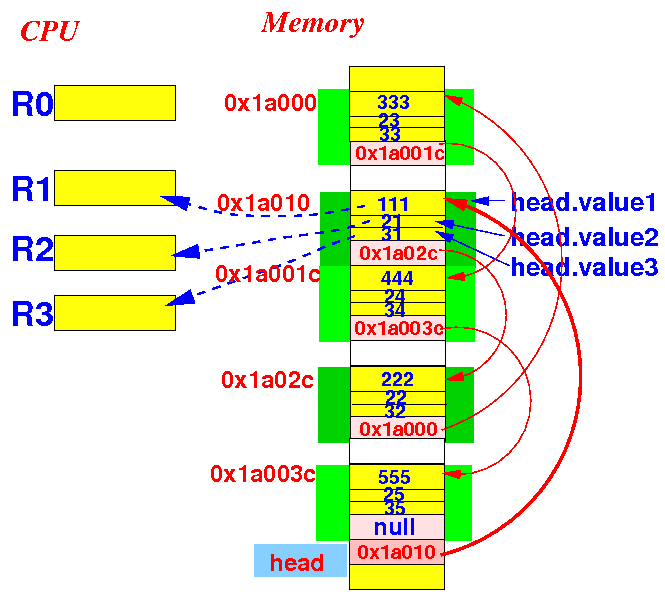 CPU
Memory
R0
0x1a000
333
23
33
0x1a001c
R1
0x1a010
111
head.value1
21
head.value2
R2
31
0x1a02c
head.value3
0x1a001c
444
R3
24
34
0x1a003c
0x1a02c
222
22
32
0x1a000
0x1a003c
555
25
35
null
head
0x1a010